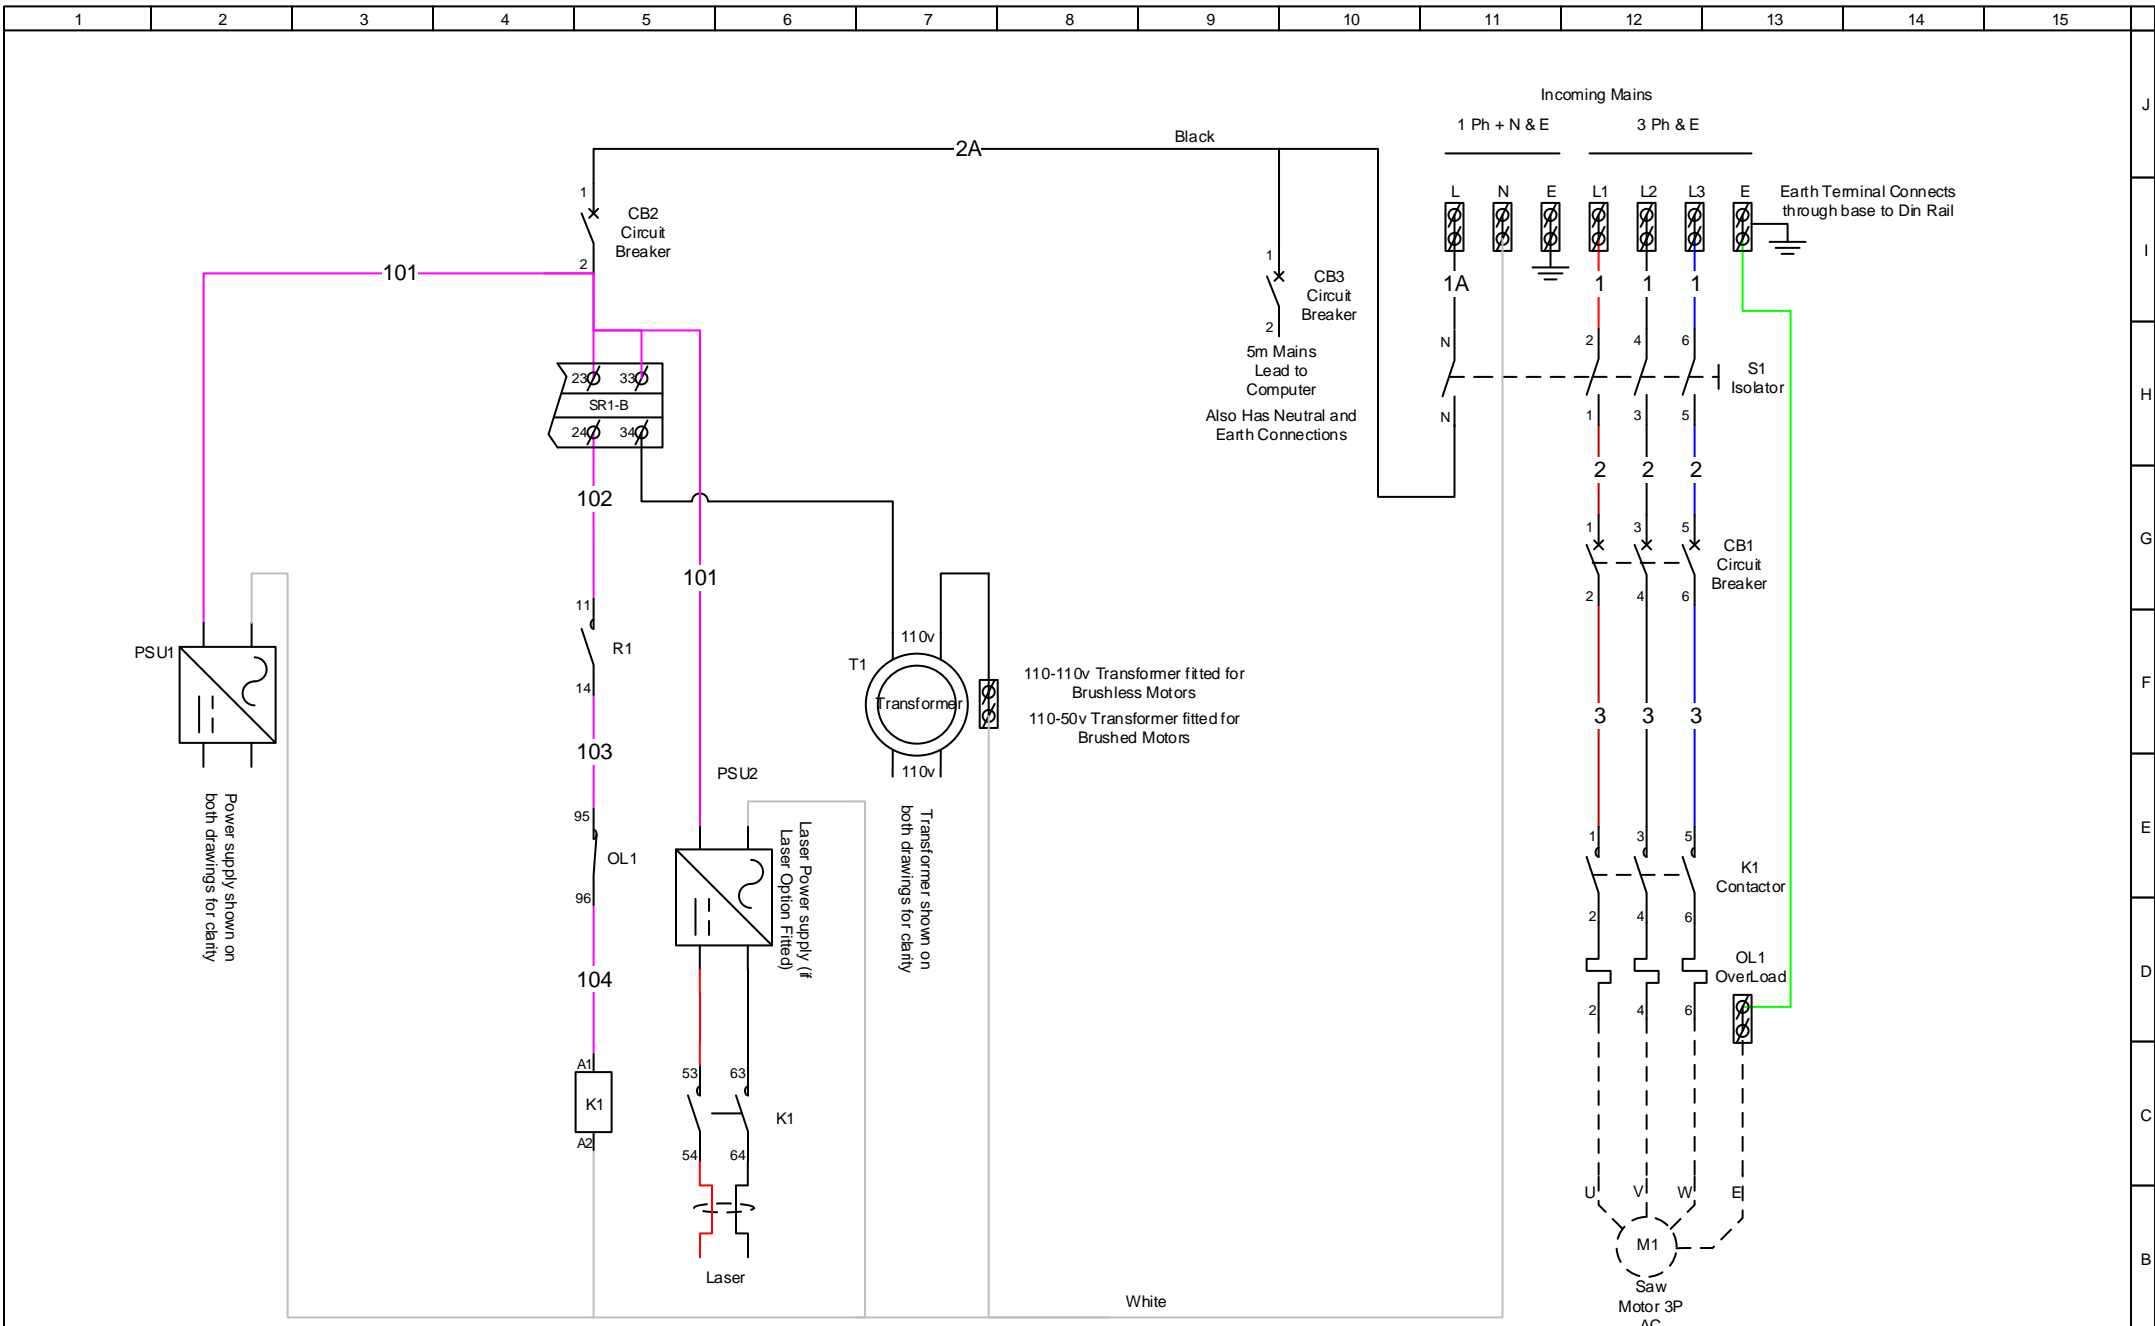 1 2 3 4 5 6 7 8 9 10 11 12 13 14 15
J
I
H
G
F
E
D
C
B
Incoming Mains
1 Ph + N & E
3 Ph & E
Black
2A
L N E L1 L2 L3 E
Earth Terminal Connects
through base to Din Rail
1
CB2
Circuit
Breaker
2
101
1
CB3
Circuit
Breaker
2
5m Mains
Lead to
Computer
Also Has Neutral and
Earth Connections
1A 1 1 1
N 2 4 6
S1
Isolator
N 1 3 5
23 33
SR1-B
24 34
2 2 2
102
1 3 5
CB1
Circuit
Breaker
2 4 6
101
11
R1
14
PSU1
110v
T1
Transformer
110v
110-110v Transformer fitted for
Brushless Motors
110-50v Transformer fitted for
Brushed Motors
3 3 3
103
PSU2
Power supply shown on
both drawings for clarity
95
OL1
96
Laser Power supply (if
Laser Option Fitted)
Transformer shown on
both drawings for clarity
1 3 5
K1
Contactor
2 4 6
OL1
OverLoad
2 4 6
104
A1
K1
A2
53 63
K1
54 64
Laser
U V W E
M1
Saw
Motor 3P
AC
White